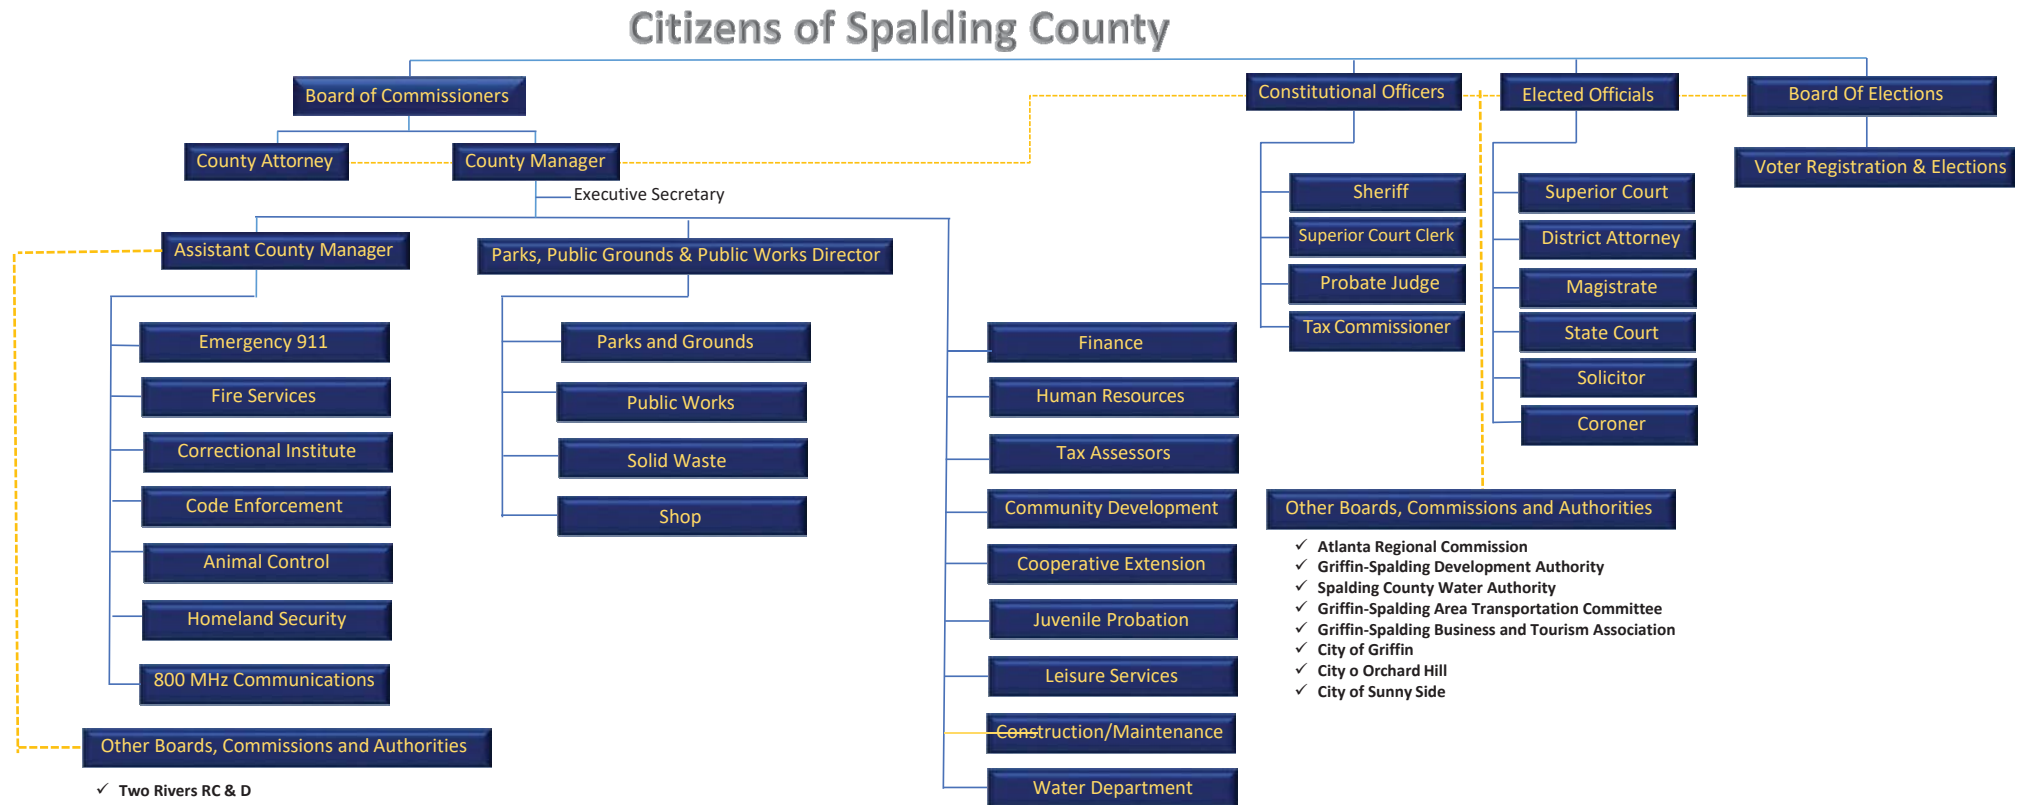 Citizens of Spalding County
Board of Commissioners
Constitutional Officers
Elected Officials
Board Of Elections
County Attorney
County Manager
Voter Registration & Elections
Executive Secretary
Sheriff
Superior Court Clerk
Probate Judge
Tax Commissioner
Superior Court
District Attorney
Magistrate
State Court
Solicitor
Coroner
Assistant County Manager
Parks, Public Grounds & Public Works Director
Emergency 911
Fire Services
Correctional Institute
Code Enforcement
Animal Control
Homeland Security
800 MHz Communications
Parks and Grounds
Public Works
Solid Waste
Shop
Finance
Human Resources
Tax Assessors
Community Development
Cooperative Extension
Juvenile Probation
Leisure Services
Construction/Maintenance
Water Department
Other Boards, Commissions and Authorities
✓ Atlanta Regional Commission
✓ Griffin-Spalding Development Authority
✓ Spalding County Water Authority
✓ Griffin-Spalding Area Transportation Committee
✓ Griffin-Spalding Business and Tourism Association
✓ City of Griffin
✓ City o Orchard Hill
✓ City of Sunny Side
Other Boards, Commissions and Authorities
✓ Two Rivers RC & D